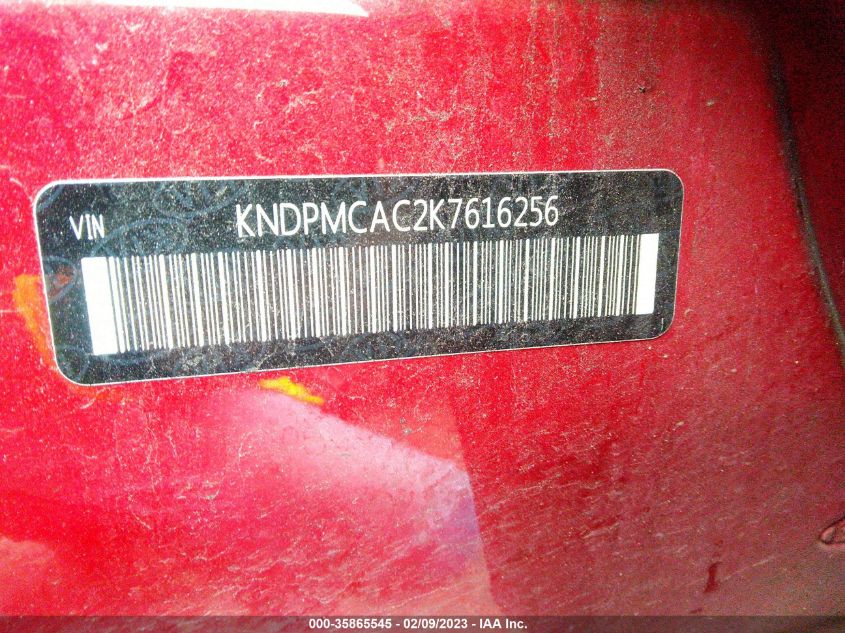 VIN KNDPMCAC2K7616256
000-35865545 - 02/09/2023 - IAA Inc.